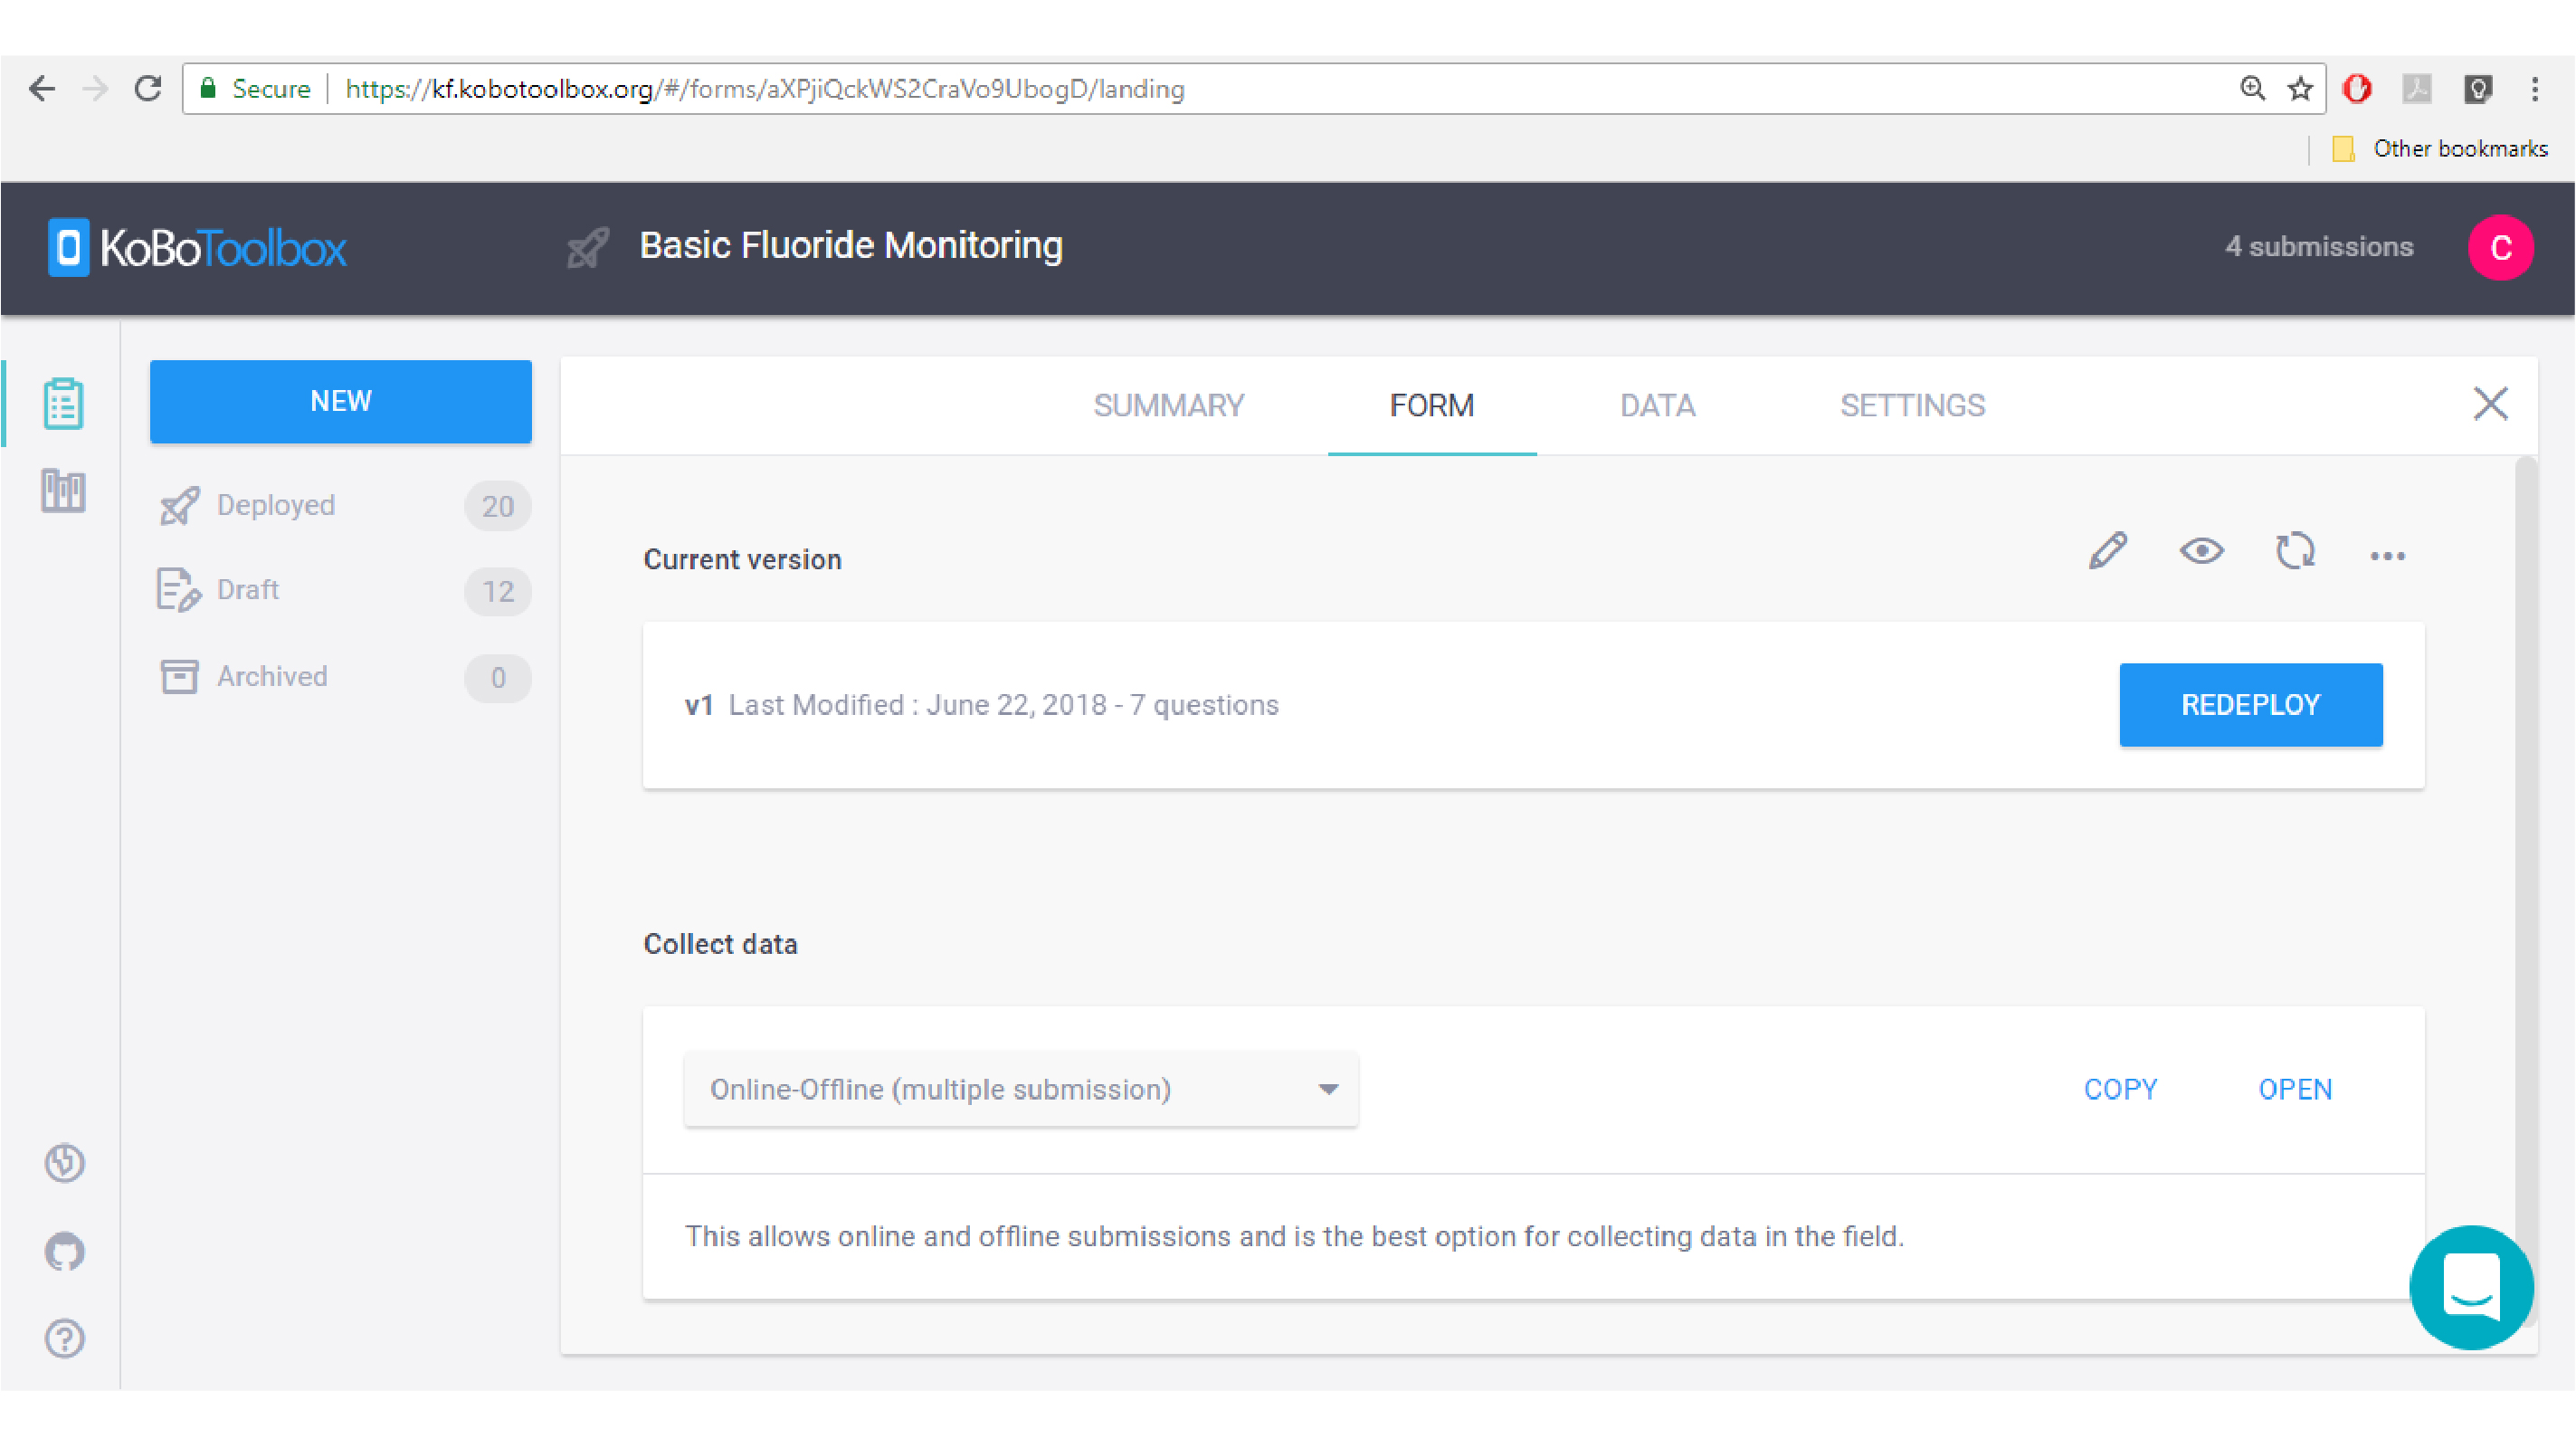 Secure https://kf.kobotoolbox.org/#/forms/aXPjiQckWS2CraVo9UbogD/landing
Other bookmarks
KoBoToolbox Basic Fluoride Monitoring 4 submissions C
NEW
Deployed 20
Draft 12
Archived 0
SUMMARY FORM DATA SETTINGS
Current version
v1 Last Modified : June 22, 2018 - 7 questions REDEPLOY
Collect data
Online-Offline (multiple submission) COPY OPEN
This allows online and offline submissions and is the best option for collecting data in the field.